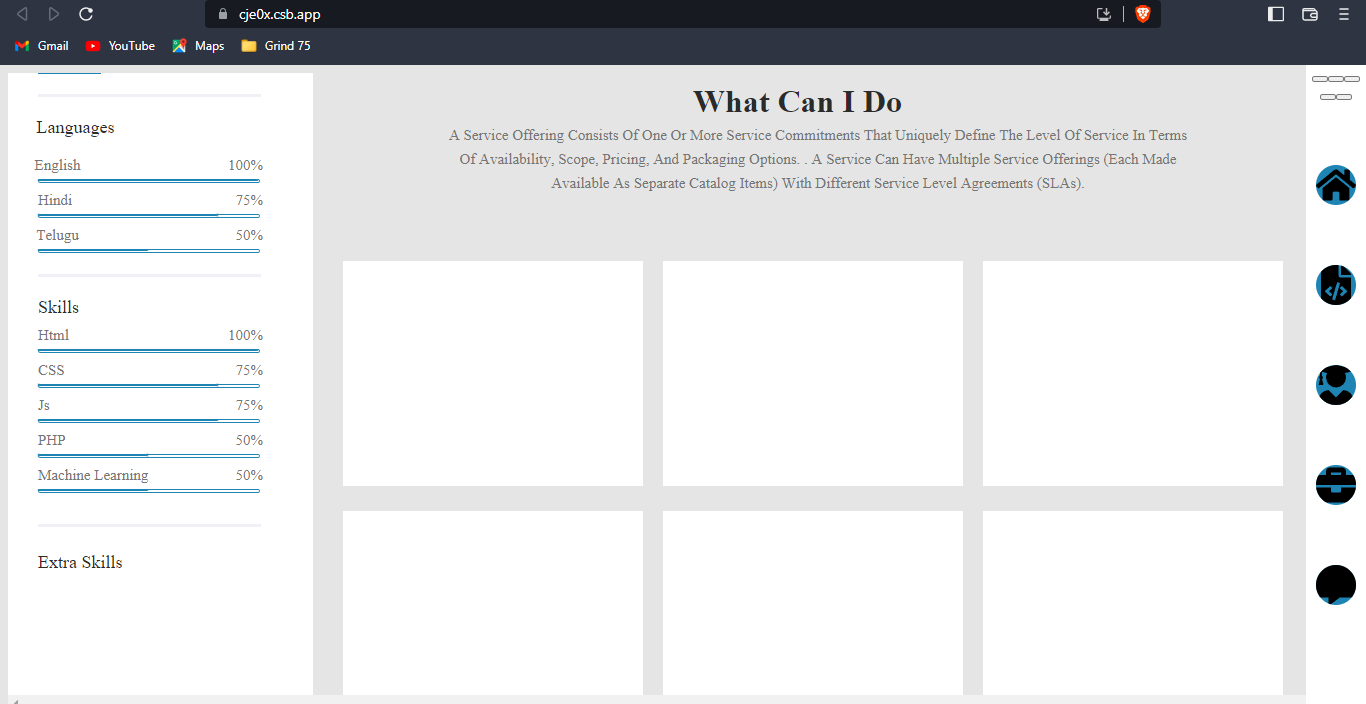 cje0x.csb.app
Gmail YouTube Maps Grind 75
Languages
English 100%
Hindi 75%
Telugu 50%
Skills
Html 100%
CSS 75%
Js 75%
PHP 50%
Machine Learning 50%
Extra Skills
What Can I Do
A Service Offering Consists Of One Or More Service Commitments That Uniquely Define The Level Of Service In Terms
Of Availability, Scope, Pricing, And Packaging Options. . A Service Can Have Multiple Service Offerings (Each Made
Available As Separate Catalog Items) With Different Service Level Agreements (SLAs).